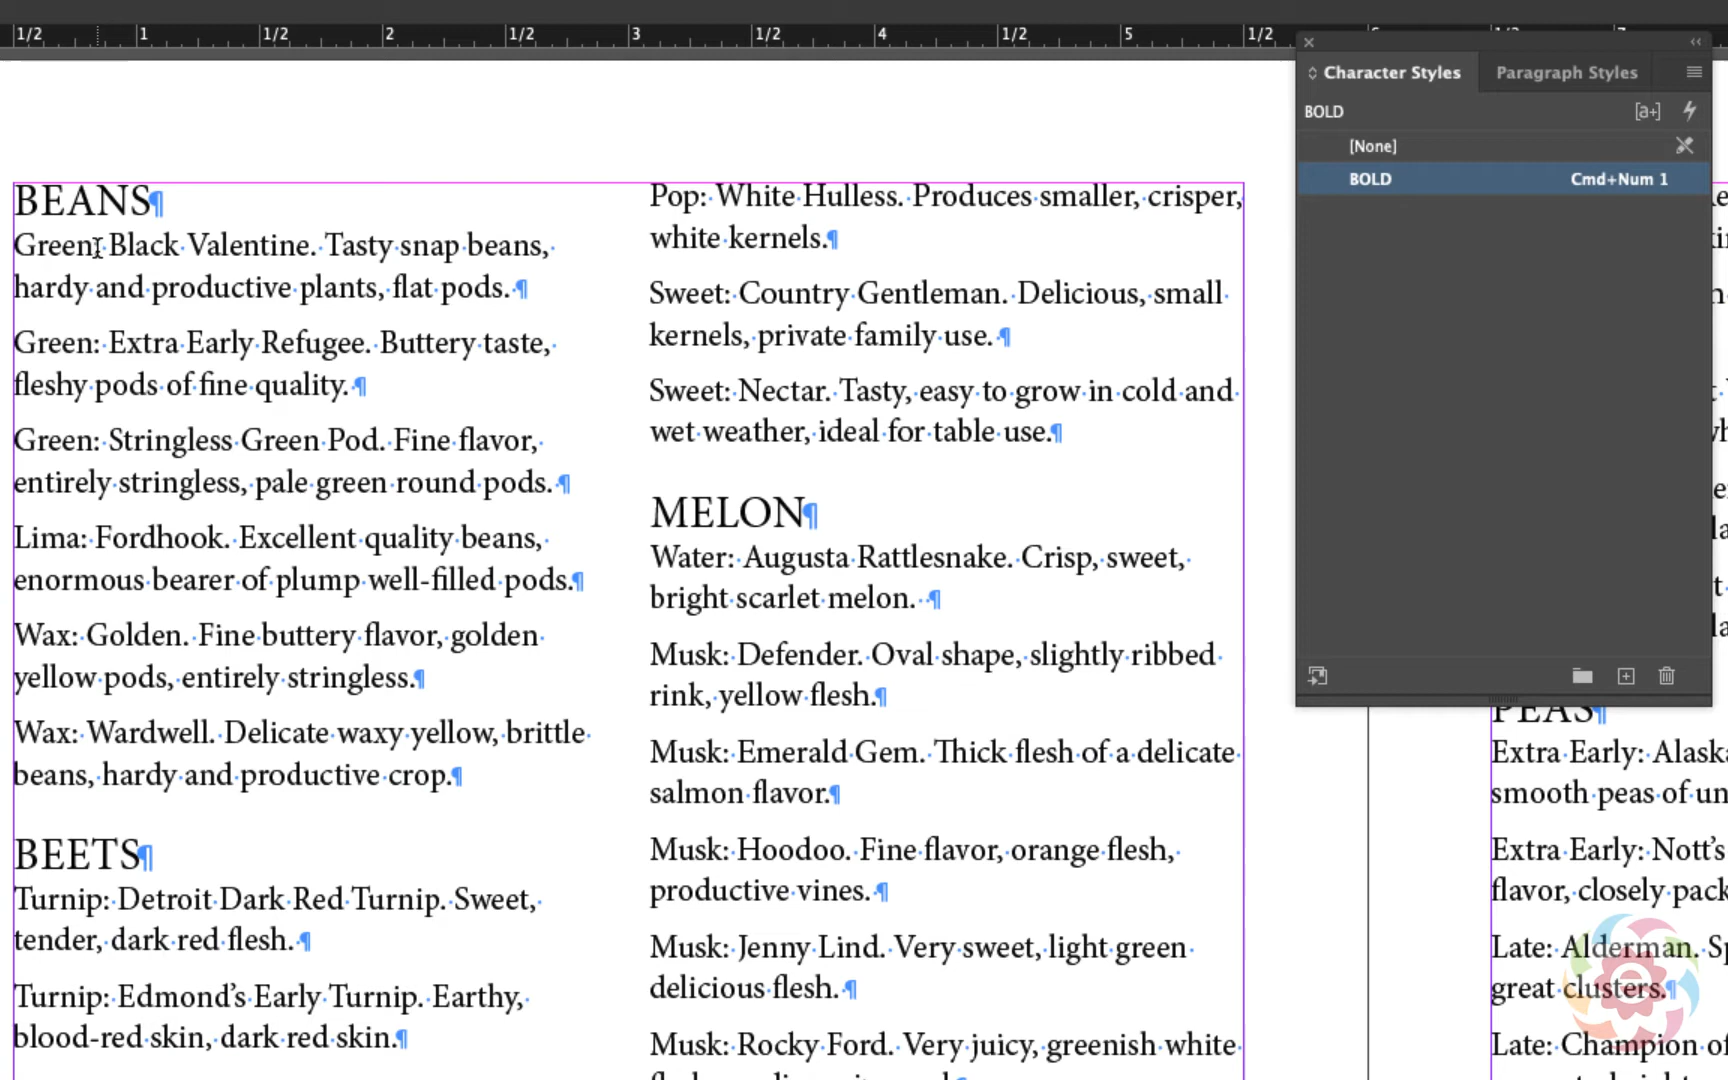 1/2 1 1/2 2 1/2 3 1/2 4 1/2 5 1/2
Character Styles Paragraph Styles
BOLD [a+]
[None]
BOLD Cmd+Num 1
BEANS¶
Green: Black Valentine. Tasty snap beans,
hardy and productive plants, flat pods. ¶
Green: Extra Early Refugee. Buttery taste,
fleshy pods of fine quality. ¶
Green: Stringless Green Pod. Fine flavor,
entirely stringless, pale green round pods. ¶
Lima: Fordhook. Excellent quality beans,
enormous bearer of plump well-filled pods.¶
Wax: Golden. Fine buttery flavor, golden
yellow pods, entirely stringless.¶
Wax: Wardwell. Delicate waxy yellow, brittle
beans, hardy and productive crop.¶
BEETS¶
Turnip: Detroit Dark Red Turnip. Sweet,
tender, dark red flesh. ¶
Turnip: Edmond’s Early Turnip. Earthy,
blood-red skin, dark red skin.¶
Pop: White Hulless. Produces smaller, crisper,
white kernels.¶
Sweet: Country Gentleman. Delicious, small
kernels, private family use. ¶
Sweet: Nectar. Tasty, easy to grow in cold and
wet weather, ideal for table use.¶
MELON¶
Water: Augusta Rattlesnake. Crisp, sweet,
bright scarlet melon. ¶
Musk: Defender. Oval shape, slightly ribbed
rink, yellow flesh.¶
Musk: Emerald Gem. Thick flesh of a delicate
salmon flavor.¶
Musk: Hoodoo. Fine flavor, orange flesh,
productive vines. ¶
Musk: Jenny Lind. Very sweet, light green
delicious flesh. ¶
Musk: Rocky Ford. Very juicy, greenish white
PEAS¶
Extra Early: Alaska
smooth peas of un
Extra Early: Nott’s
flavor, closely pack
Late: Alderman. Sp
great clusters.¶
Late: Champion of